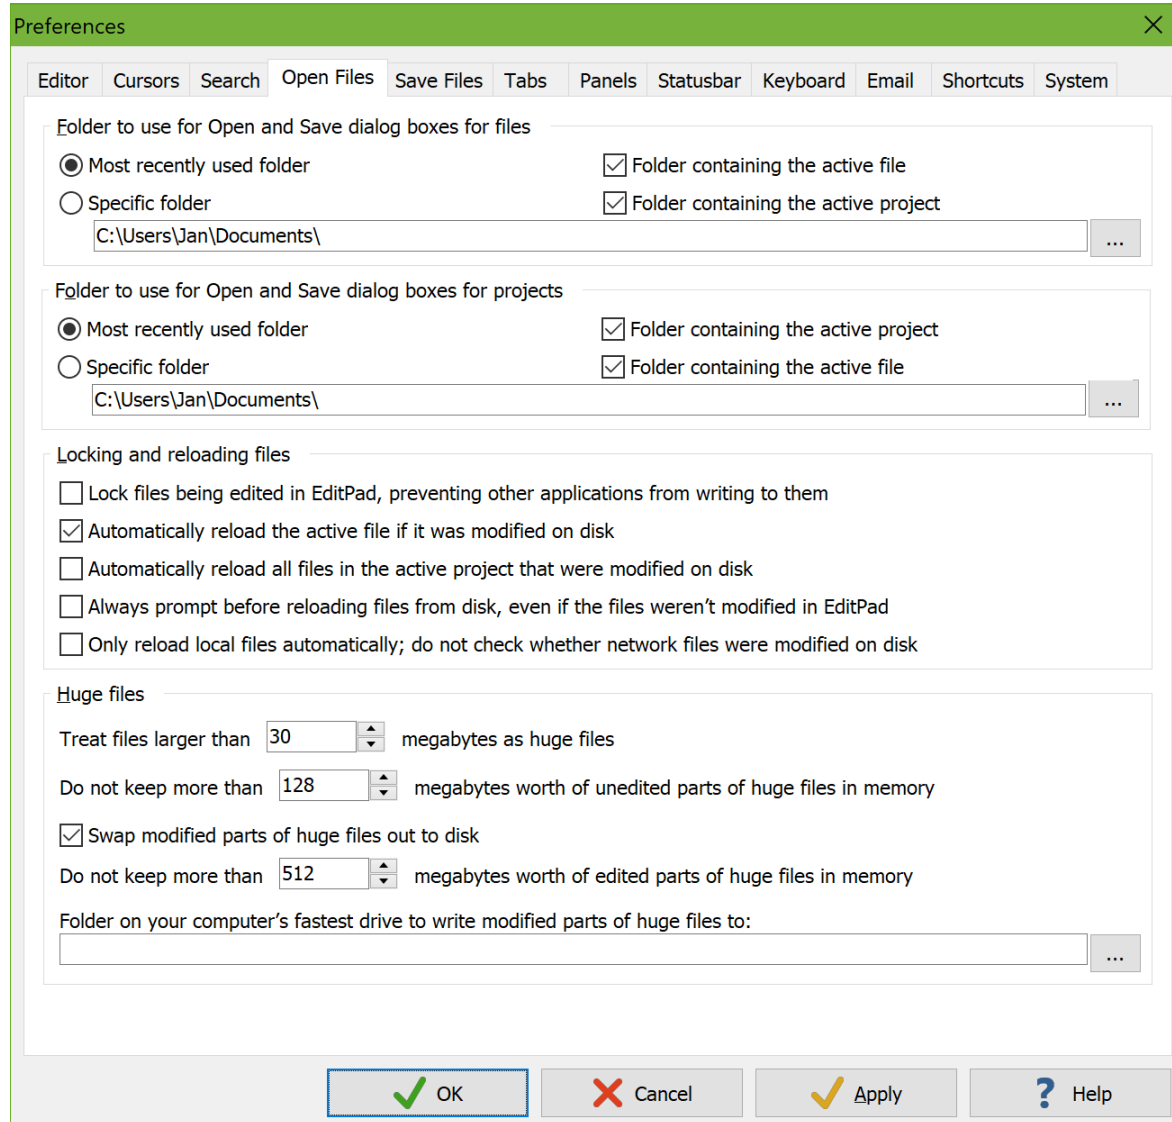 Preferences
Editor Cursors Search Open Files Save Files Tabs Panels Statusbar Keyboard Email Shortcuts System
Folder to use for Open and Save dialog boxes for files
Most recently used folder Folder containing the active file
Specific folder Folder containing the active project
C:\Users\Jan\Documents\ ...
Folder to use for Open and Save dialog boxes for projects
Most recently used folder Folder containing the active project
Specific folder Folder containing the active file
C:\Users\Jan\Documents\ ...
Locking and reloading files
Lock files being edited in EditPad, preventing other applications from writing to them
Automatically reload the active file if it was modified on disk
Automatically reload all files in the active project that were modified on disk
Always prompt before reloading files from disk, even if the files weren’t modified in EditPad
Only reload local files automatically; do not check whether network files were modified on disk
Huge files
Treat files larger than 30 megabytes as huge files
Do not keep more than 128 megabytes worth of unedited parts of huge files in memory
Swap modified parts of huge files out to disk
Do not keep more than 512 megabytes worth of edited parts of huge files in memory
Folder on your computer’s fastest drive to write modified parts of huge files to:
...
OK Cancel Apply ? Help